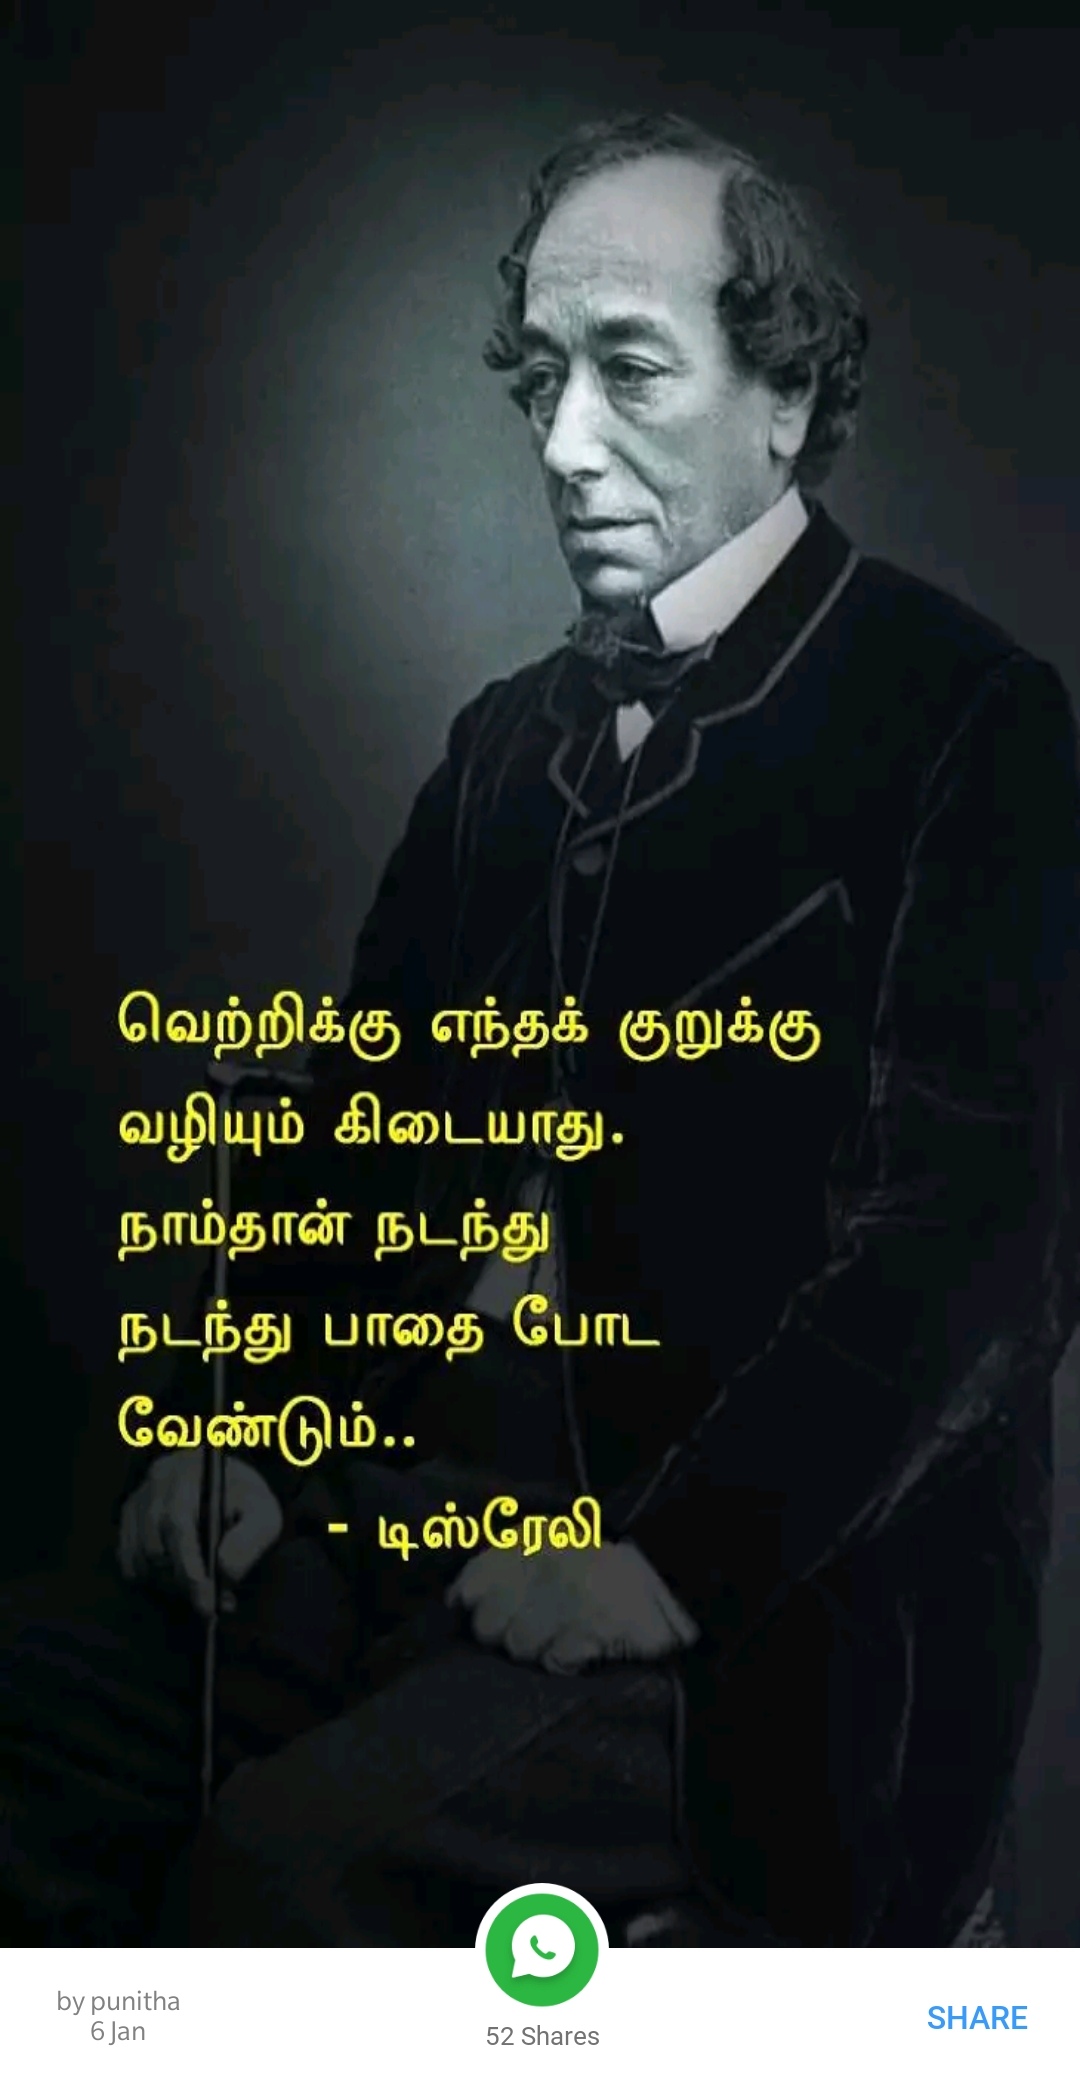 வெற்றிக்கு எந்தக் குறுக்கு
வழியும் கிடையாது.
நாம்தான் நடந்து
நடந்து பாதை போட
வேண்டும்..
- டிஸ்ரேலி
by punitha
6 Jan
52 Shares
SHARE